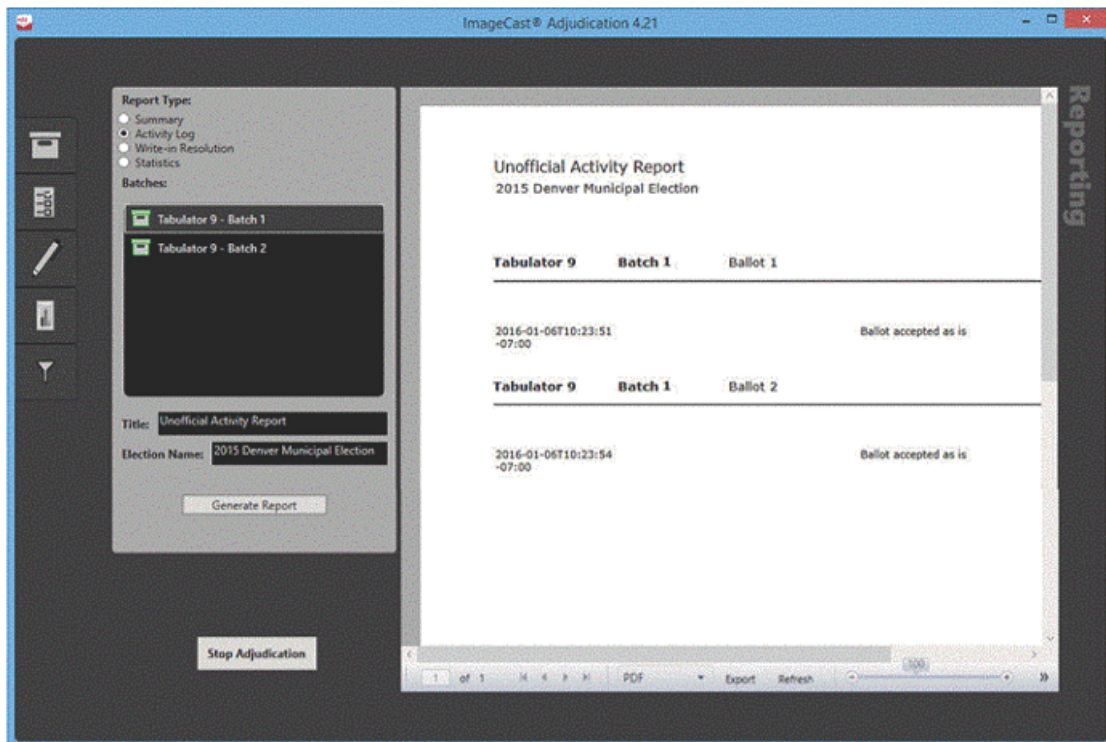 ImageCast® Adjudication 4.21
Report Type:
Summary
Activity Log
Write-in Resolution
Statistics
Batches:
Tabulator 9 - Batch 1
Tabulator 9 - Batch 2
Title: Unofficial Activity Report
Election Name: 2015 Denver Municipal Election
Generate Report
Stop Adjudication
Reporting
Unofficial Activity Report
2015 Denver Municipal Election
Tabulator 9 Batch 1 Ballot 1
2016-01-06T10:23:51 Ballot accepted as is
-07:00
Tabulator 9 Batch 1 Ballot 2
2016-01-06T10:23:54 Ballot accepted as is
-07:00
1 of 1 PDF Export Refresh 100